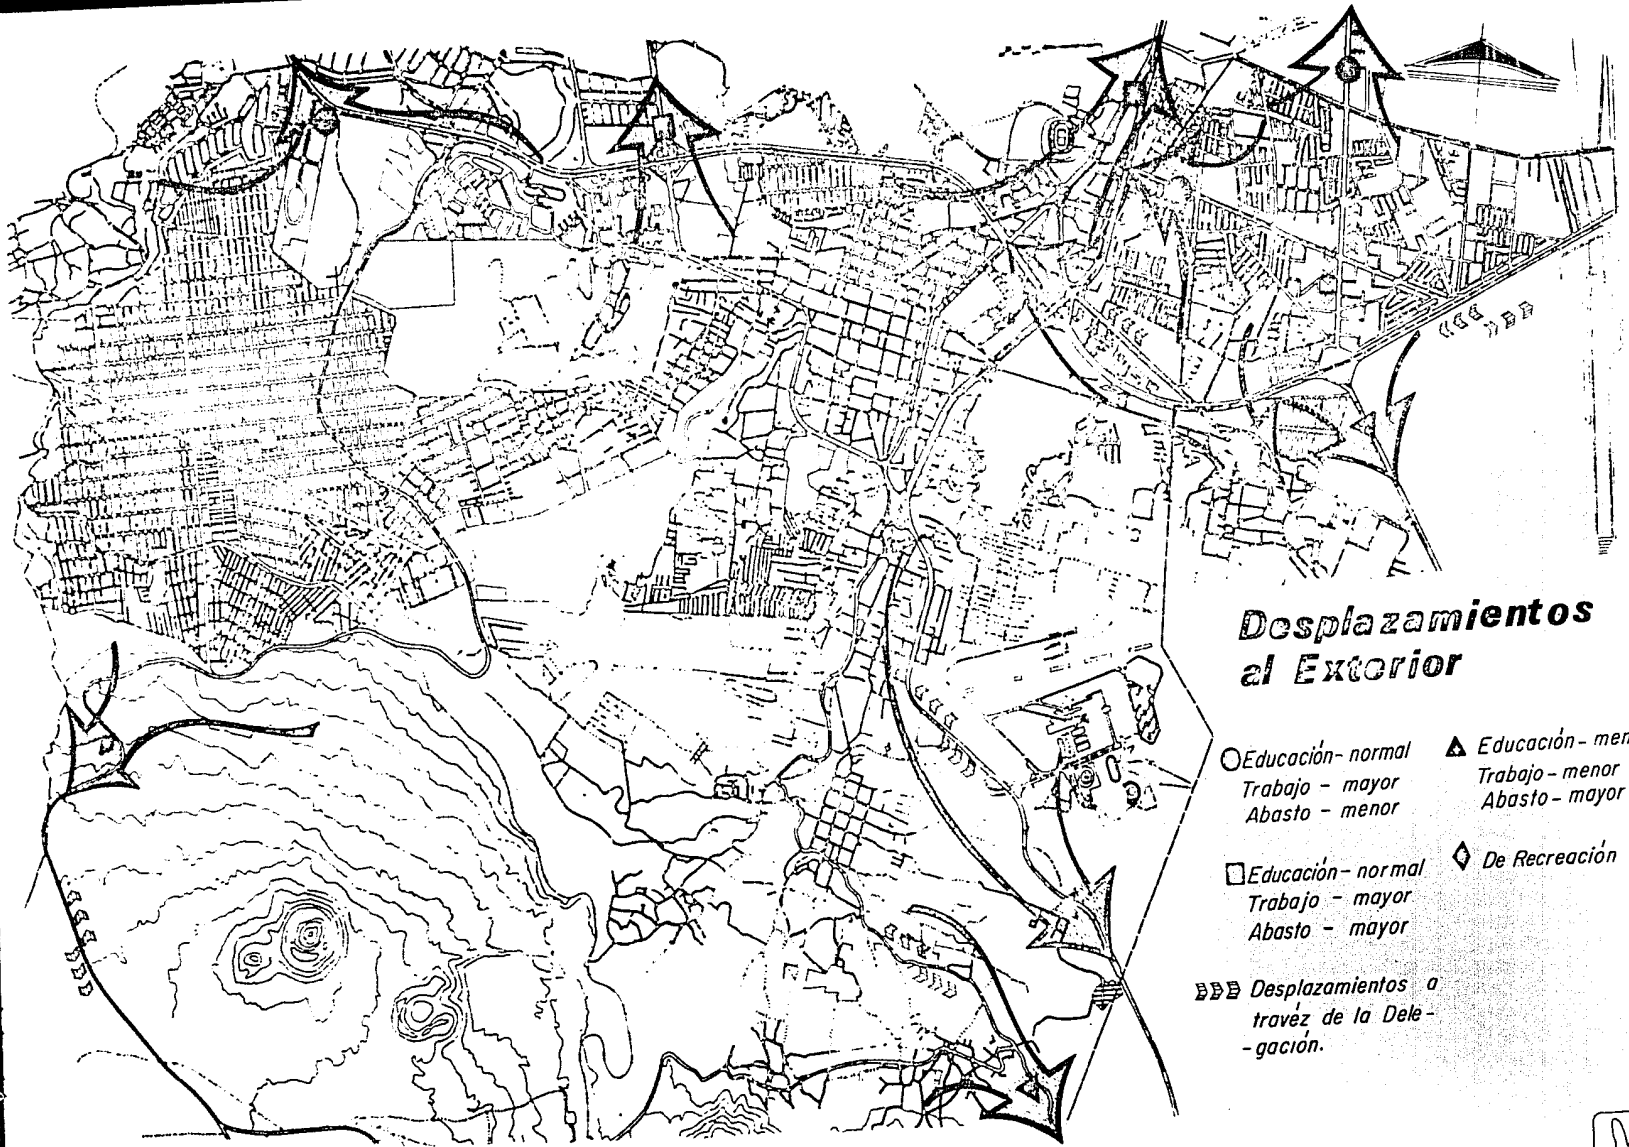 Desplazamientos
al Exterior
Educación - normal
Trabajo - mayor
Abasto - menor
Educación - men
Trabajo - menor
Abasto - mayor
Educación - normal
Trabajo - mayor
Abasto - mayor
De Recreación
Desplazamientos a
travéz de la Dele-
-gación.